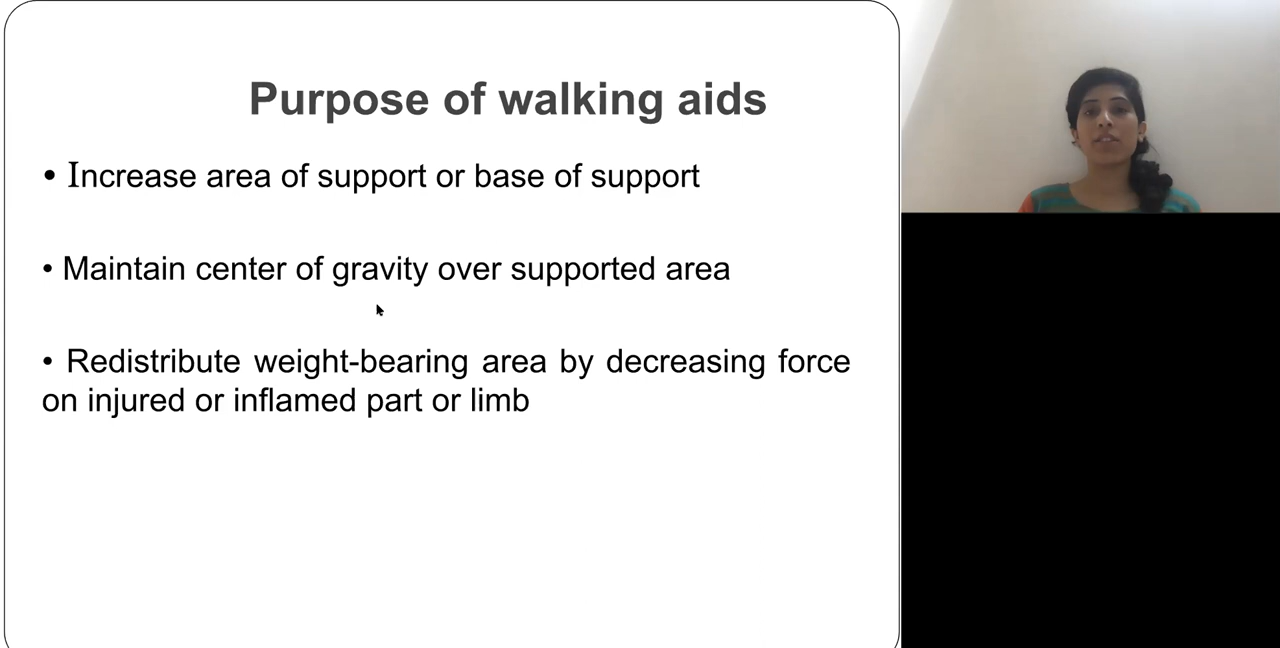 Purpose of walking aids
• Increase area of support or base of support
• Maintain center of gravity over supported area
• Redistribute weight-bearing area by decreasing force
on injured or inflamed part or limb